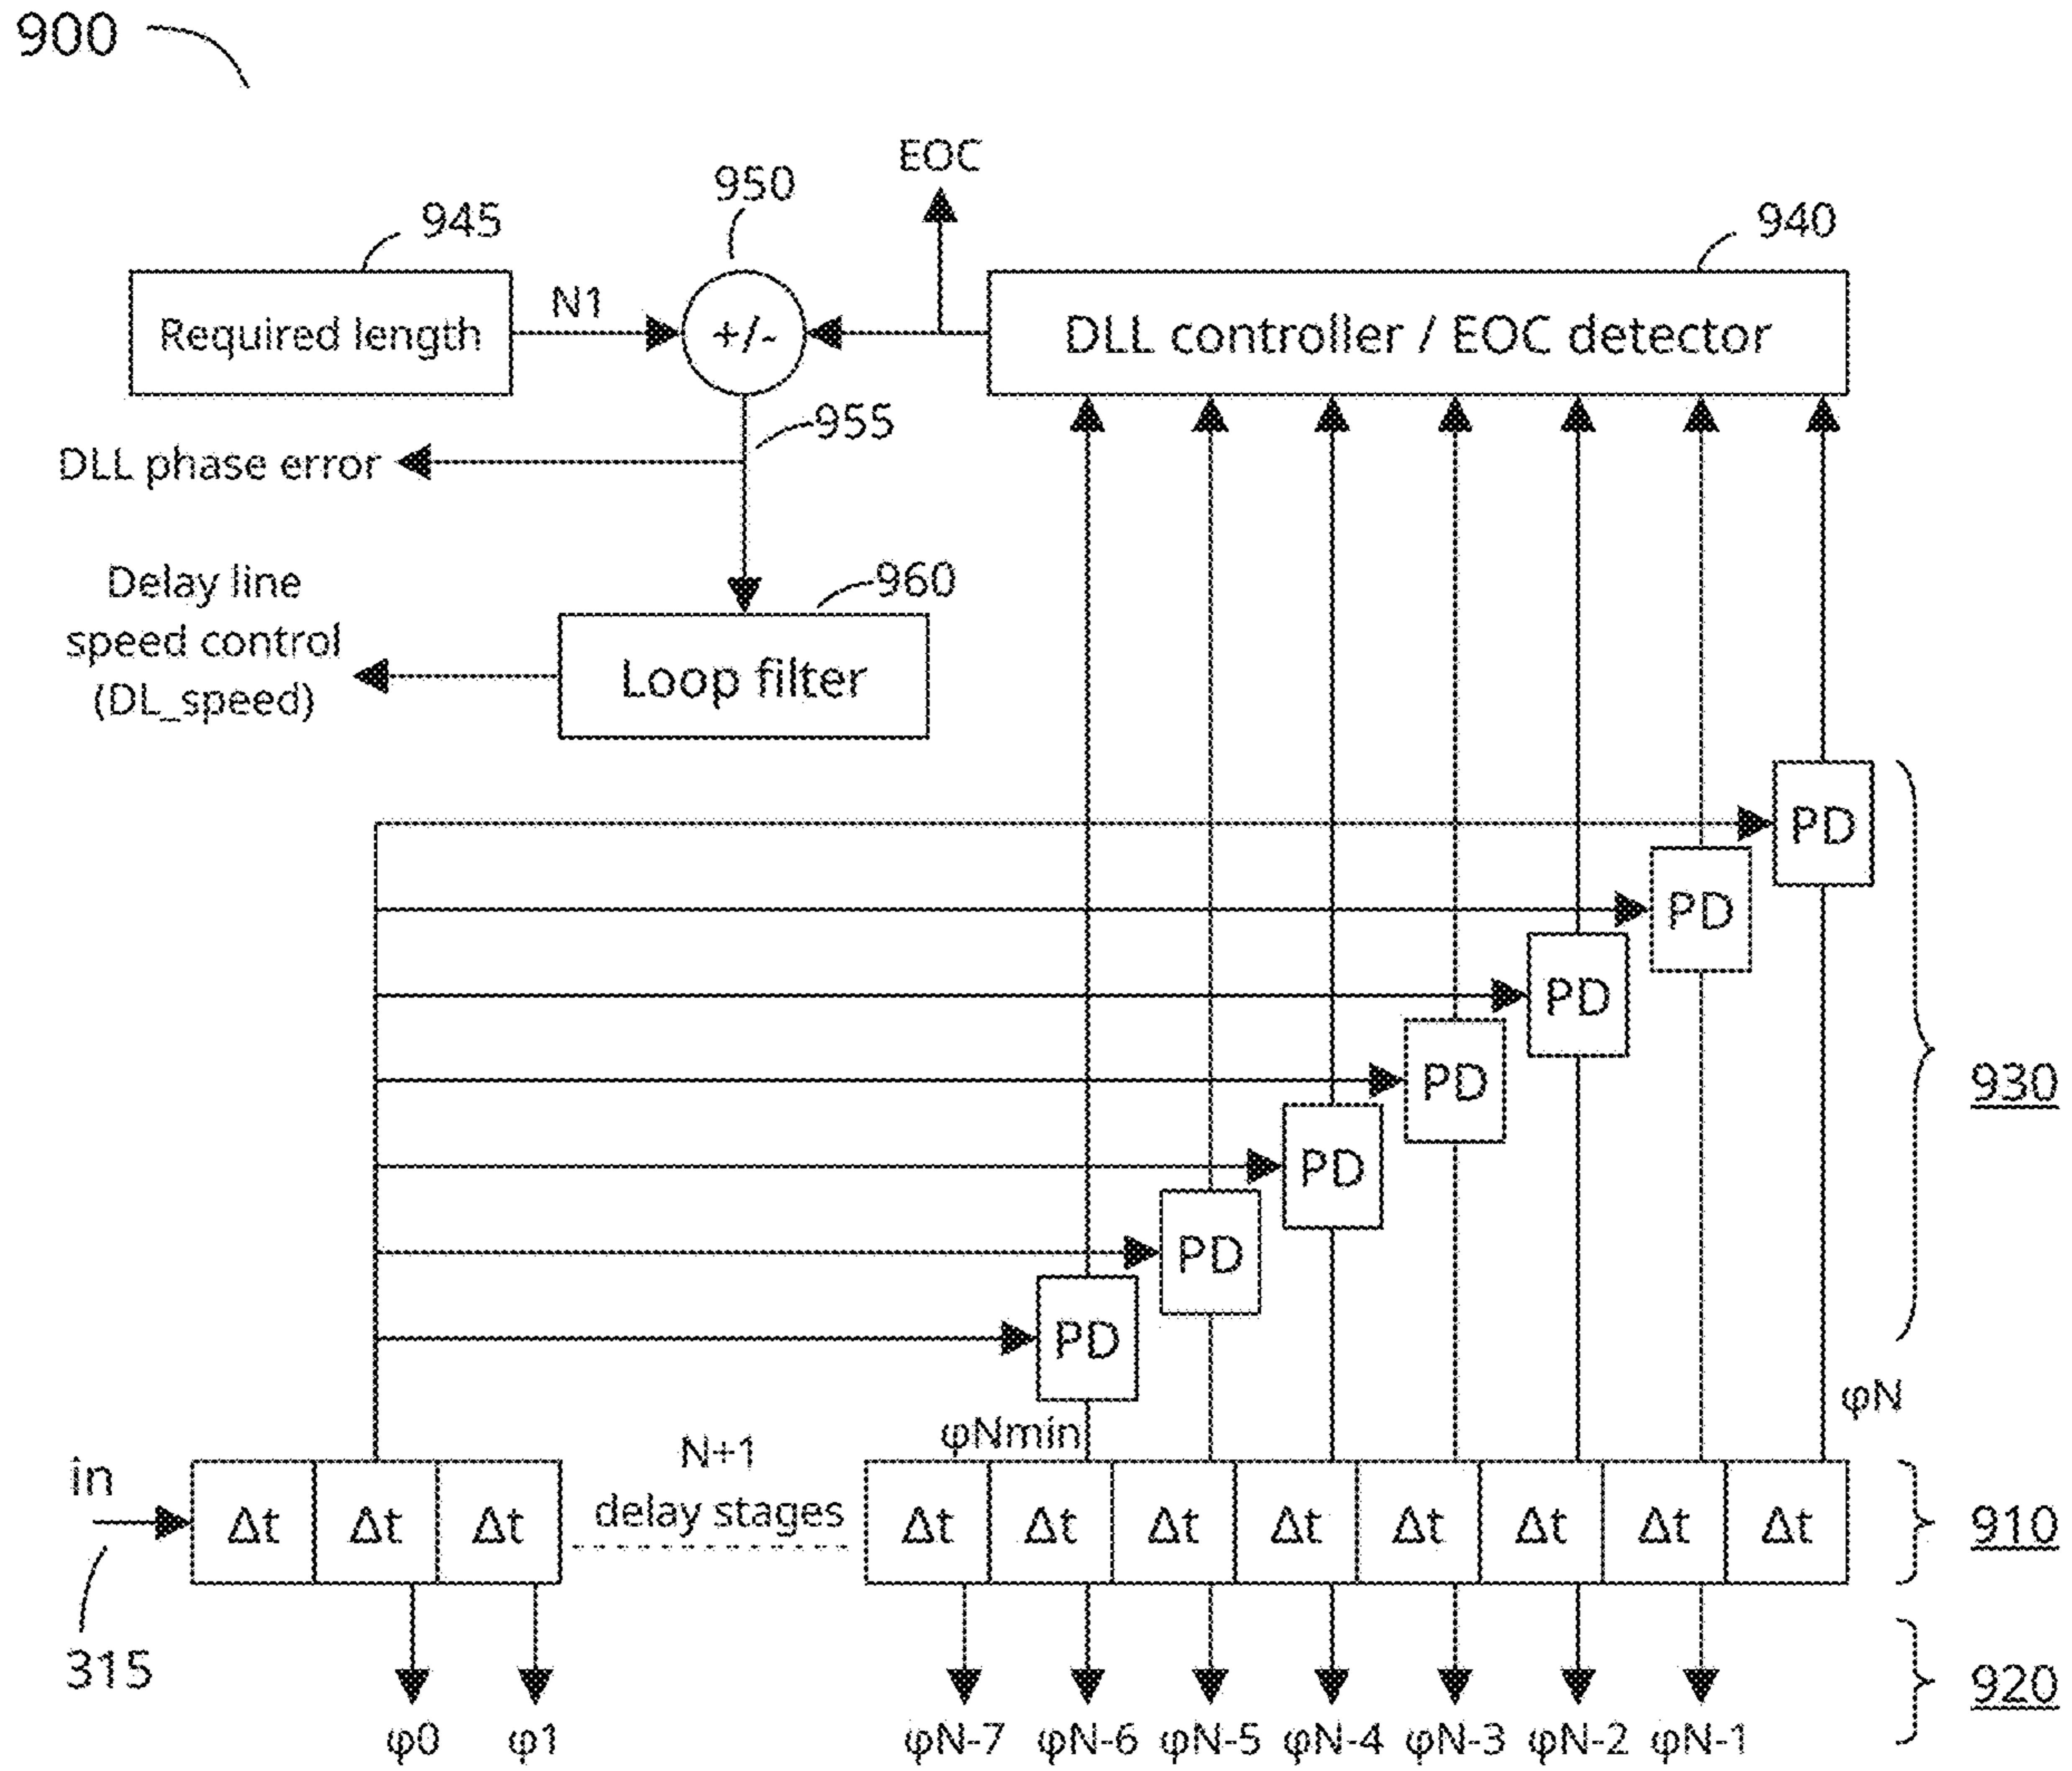 900
EOC
950
945
940
Required length
N1
+/-
DLL controller / EOC detector
955
DLL phase error
Delay line
speed control
(DL_speed)
960
Loop filter
PD
PD
PD
PD
PD
PD
PD
930
φNmin
φN
in
N+1
delay stages
Δt
Δt
Δt
Δt
Δt
Δt
Δt
Δt
Δt
Δt
Δt
910
315
920
φ0
φ1
φN-7
φN-6
φN-5
φN-4
φN-3
φN-2
φN-1